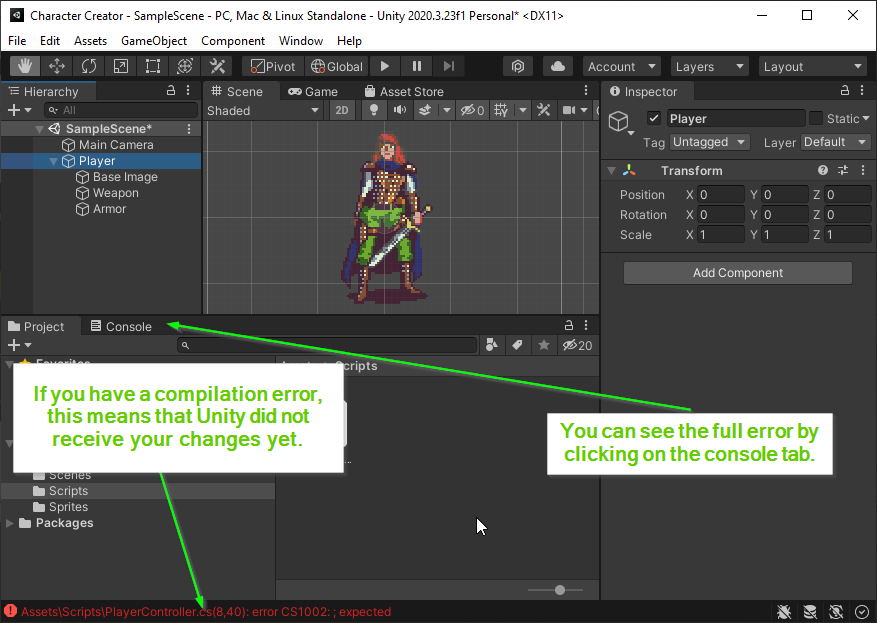 Character Creator - SampleScene - PC, Mac & Linux Standalone - Unity 2020.3.23f1 Personal* <DX11>
File Edit Assets GameObject Component Window Help
Pivot Global Account Layers Layout
Hierarchy
All
SampleScene*
Main Camera
Player
Base Image
Weapon
Armor
Scene Game Asset Store
Shaded 2D 0
Inspector
Player Static
Tag Untagged Layer Default
Transform
Position X 0 Y 0 Z 0
Rotation X 0 Y 0 Z 0
Scale X 1 Y 1 Z 1
Add Component
Project Console
20
Scripts
If you have a compilation error,
this means that Unity did not
receive your changes yet.
You can see the full error by
clicking on the console tab.
...
Scenes
Scripts
Sprites
Packages
Assets\Scripts\PlayerController.cs(8,40): error CS1002: ; expected